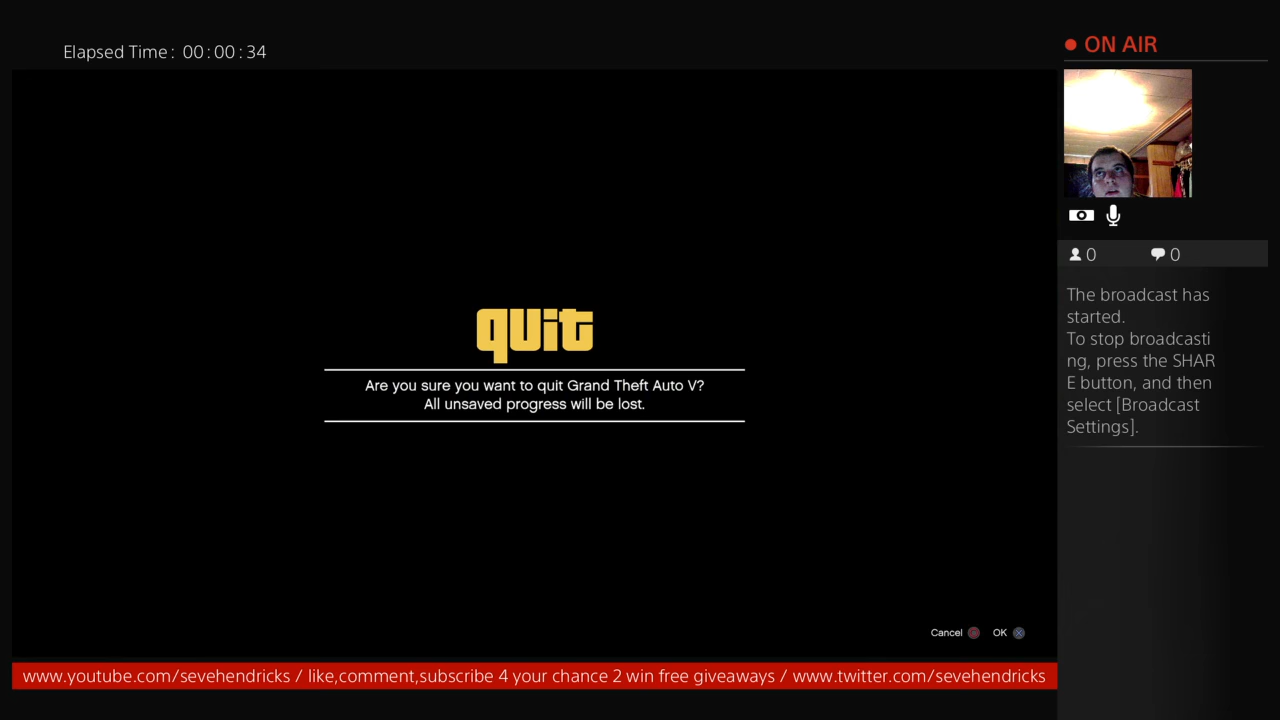 Elapsed Time: 00:00:34
ON AIR
0 0
The broadcast has
started.
To stop broadcasti
ng, press the SHAR
E button, and then
select [Broadcast
Settings].
quit
Are you sure you want to quit Grand Theft Auto V?
All unsaved progress will be lost.
Cancel OK
www.youtube.com/sevehendricks / like,comment,subscribe 4 your chance 2 win free giveaways / www.twitter.com/sevehendricks